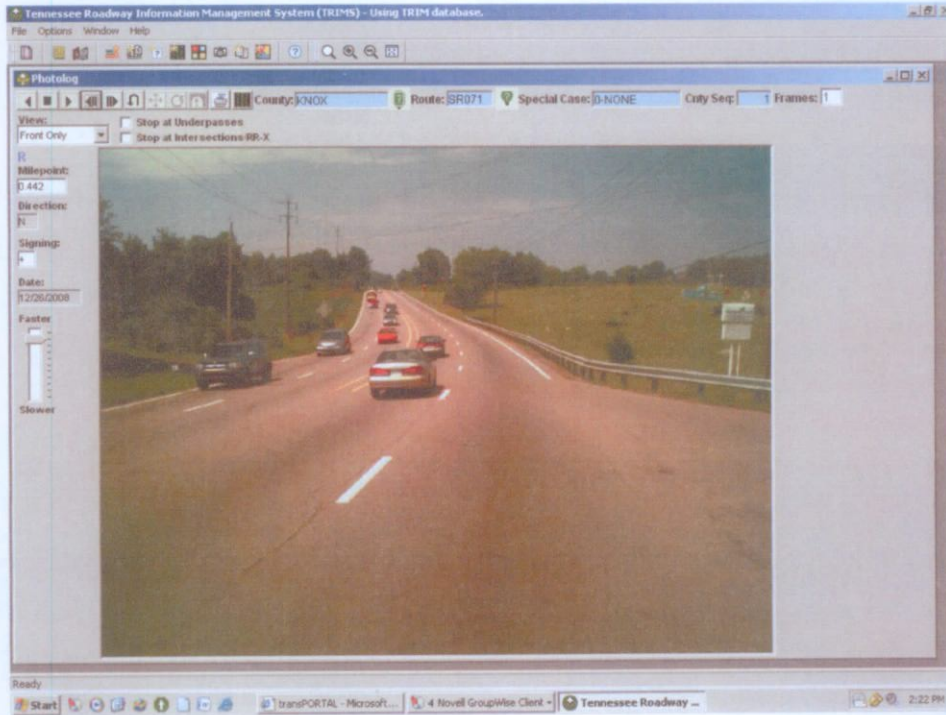 Tennessee Roadway Information Management System (TRIMS) - Using TRIM database.
File Options Window Help
Photolog
County: KNOX Route: SR071 Special Case: 0-NONE Cnty Seq: 1 Frames: 1
View:
Front Only
Stop at Underpasses
Stop at Intersections/RR-X
R
Milepoint:
0.442
Direction:
N
Signing:
+
Date:
12/26/2008
Faster
Slower
Ready
Start transPORTAL - Microsoft... 4 Novell GroupWise Client Tennessee Roadway ... 2:22 PM